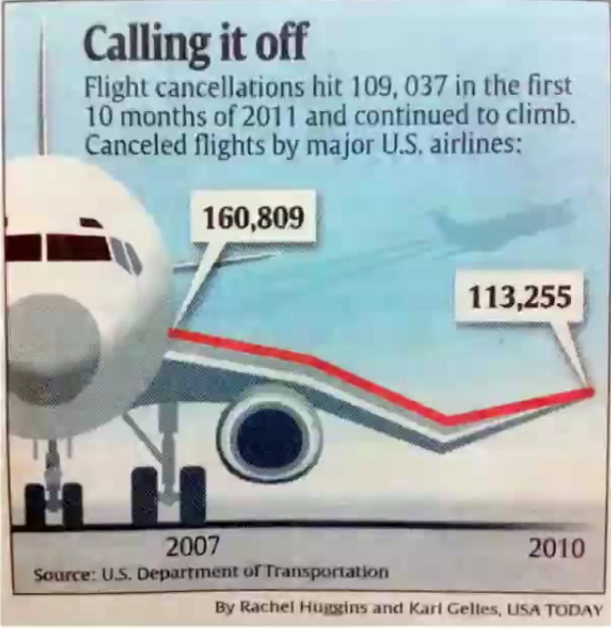 Calling it off
Flight cancellations hit 109, 037 in the first
10 months of 2011 and continued to climb.
Canceled flights by major U.S. airlines:
160,809
113,255
2007
2010
Source: U.S. Department of Transportation
By Rachel Huggins and Karl Gelles, USA TODAY